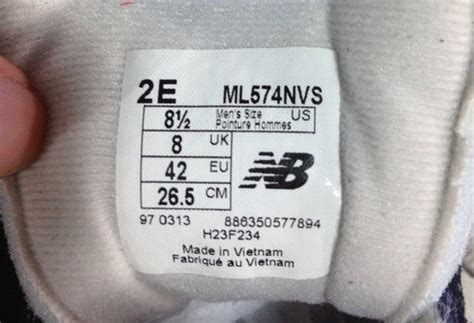 2E ML574NVS
8½ Men's Size US
Pointure Hommes
8 UK
42 EU
26.5 CM
NB
97 0313 886350577894
H23F234
Made in Vietnam
Fabriqué au Vietnam